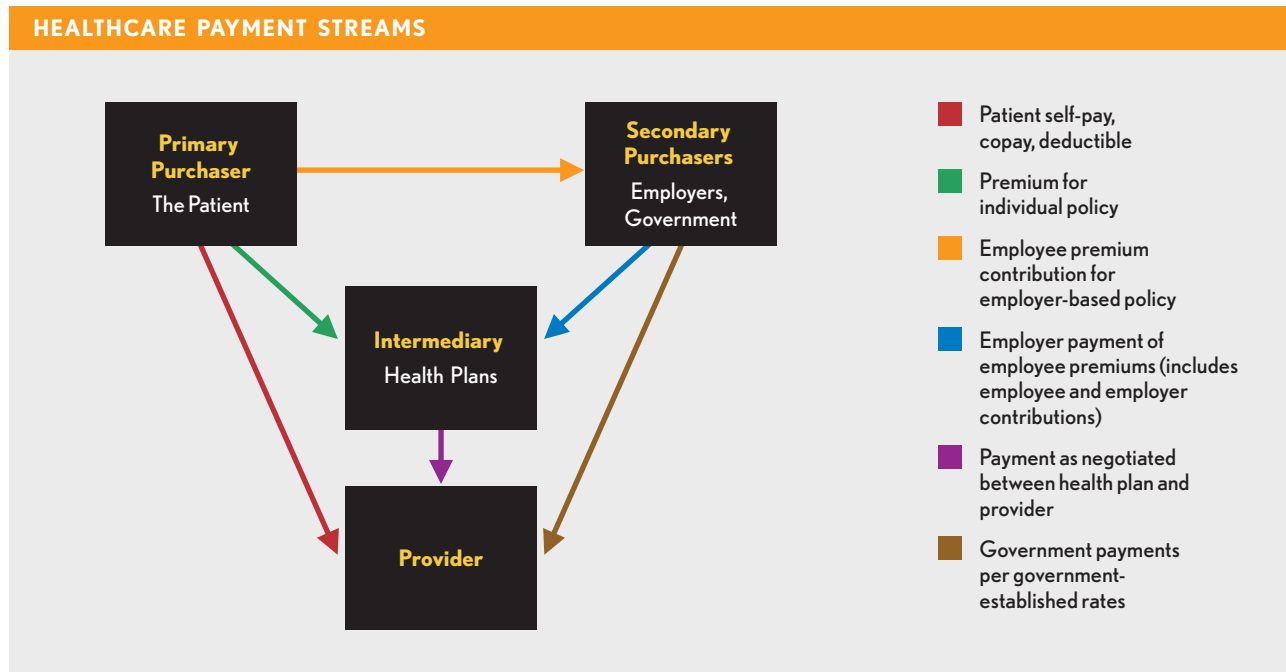 HEALTHCARE PAYMENT STREAMS
Primary
Purchaser
The Patient
Secondary
Purchasers
Employers,
Government
Intermediary
Health Plans
Provider
Patient self-pay,
copay, deductible
Premium for
individual policy
Employee premium
contribution for
employer-based policy
Employer payment of
employee premiums (includes
employee and employer
contributions)
Payment as negotiated
between health plan and
provider
Government payments
per government-
established rates